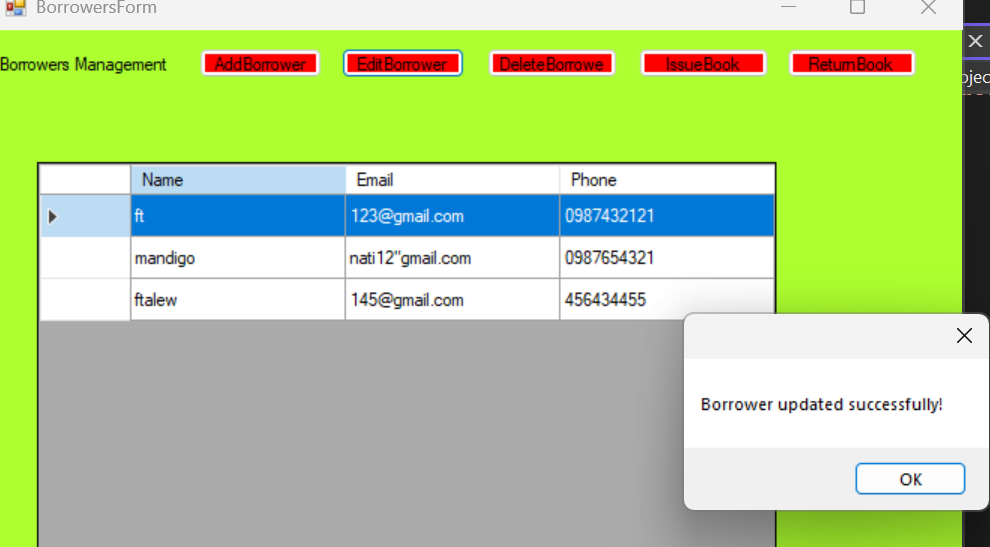 BorrowersForm
Borrowers Management AddBorrower EditBorrower DeleteBorrowe IssueBook ReturnBook
Name Email Phone
ft 123@gmail.com 0987432121
mandigo nati12"gmail.com 0987654321
ftalew 145@gmail.com 456434455
Borrower updated successfully!
OK